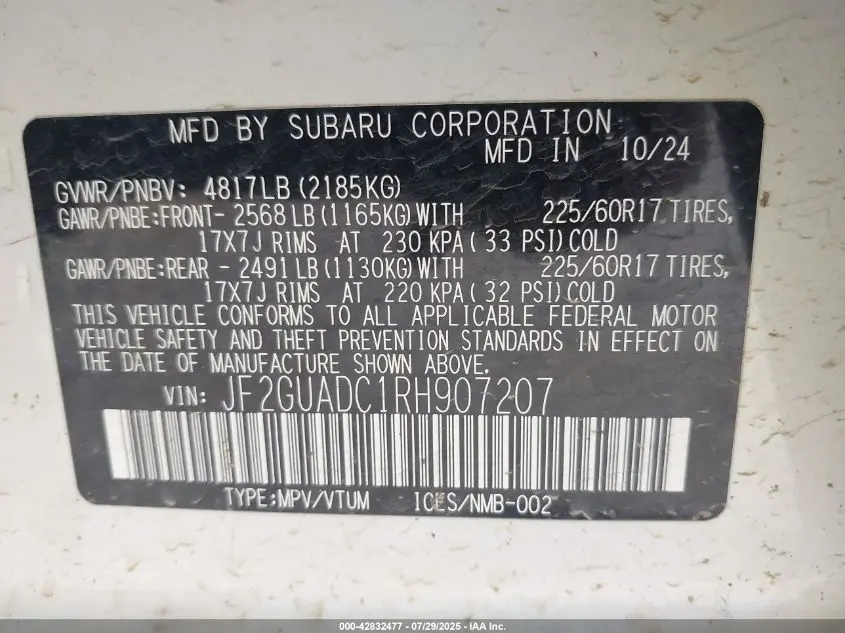 MFD BY SUBARU CORPORATION
MFD IN 10/24
GVWR/PNBV: 4817LB (2185KG)
GAWR/PNBE:FRONT- 2568 LB (1165KG) WITH 225/60R17 TIRES,
17X7J RIMS AT 230 KPA ( 33 PSI) COLD
GAWR/PNBE:REAR - 2491 LB (1130KG) WITH 225/60R17 TIRES,
17X7J RIMS AT 220 KPA ( 32 PSI) COLD
THIS VEHICLE CONFORMS TO ALL APPLICABLE FEDERAL MOTOR
VEHICLE SAFETY AND THEFT PREVENTION STANDARDS IN EFFECT ON
THE DATE OF MANUFACTURE SHOWN ABOVE.
VIN: JF2GUADC1RH907207
TYPE:MPV/VTUM ICES/NMB-002
000-42832477 - 07/29/2025 - IAA Inc.